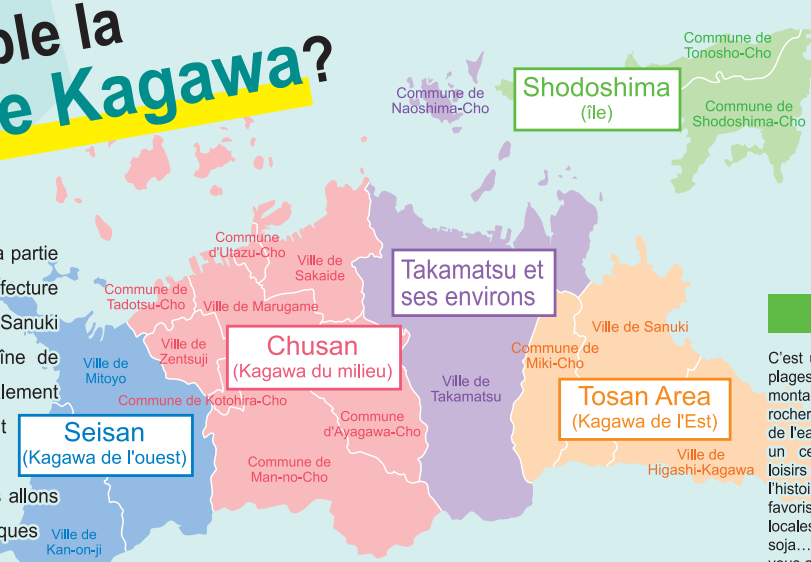 ble la
e Kagawa?
a partie
fecture
Sanuki
îne de
lement
t
s allons
ques
Commune de
Tonosho-Cho
Commune de
Naoshima-Cho
Shodoshima
(île)
Commune de
Shodoshima-Cho
Commune
d'Utazu-Cho
Ville de
Sakaide
Takamatsu et
ses environs
Commune de
Tadotsu-Cho
Ville de Marugame
Ville de Sanuki
Ville de
Zentsuji
Chusan
(Kagawa du milieu)
Commune de
Miki-Cho
Ville de
Mitoyo
Ville de
Takamatsu
Tosan Area
(Kagawa de l'Est)
Commune de Kotohira-Cho
Commune
d'Ayagawa-Cho
Seisan
(Kagawa de l'ouest)
Ville de
Higashi-Kagawa
Commune de
Man-no-Cho
Ville de
Kan-on-ji
C'est u
plages
monta
rocher
de l'ea
un ce
loisirs
l'histoi
favoris
locales
soja...